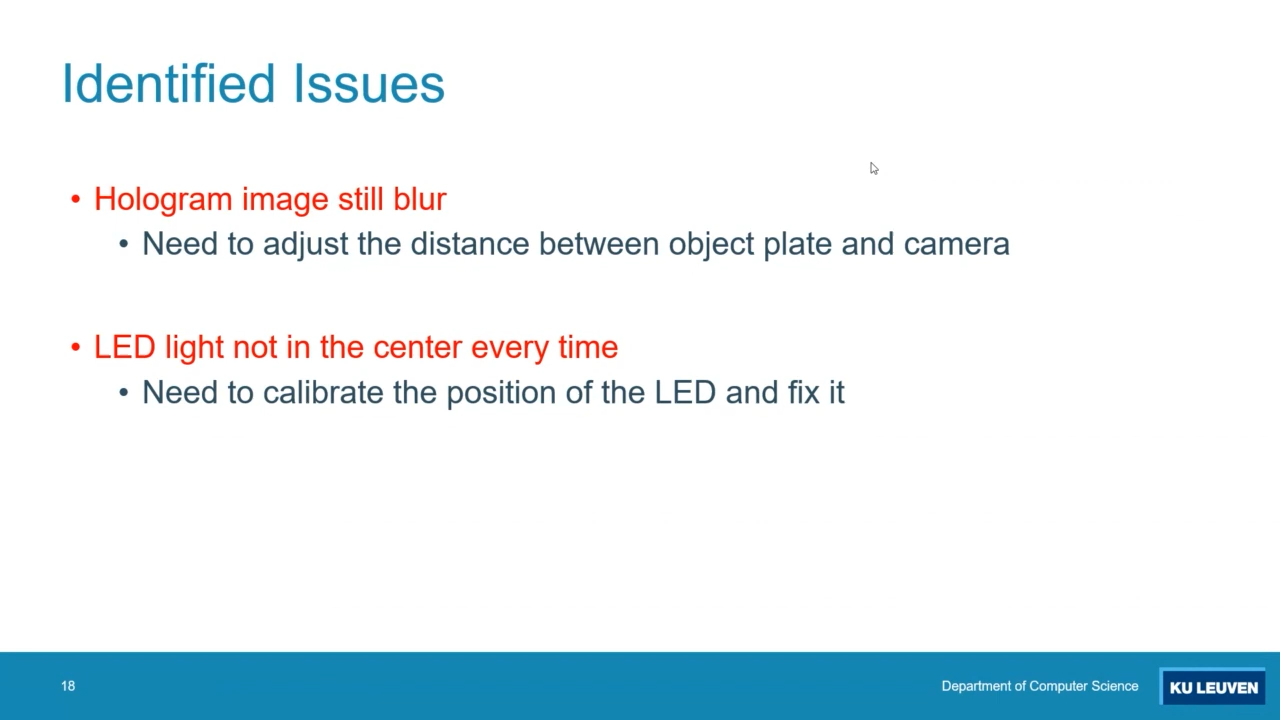 Identified Issues
• Hologram image still blur
• Need to adjust the distance between object plate and camera
• LED light not in the center every time
• Need to calibrate the position of the LED and fix it
18
Department of Computer Science
KU LEUVEN